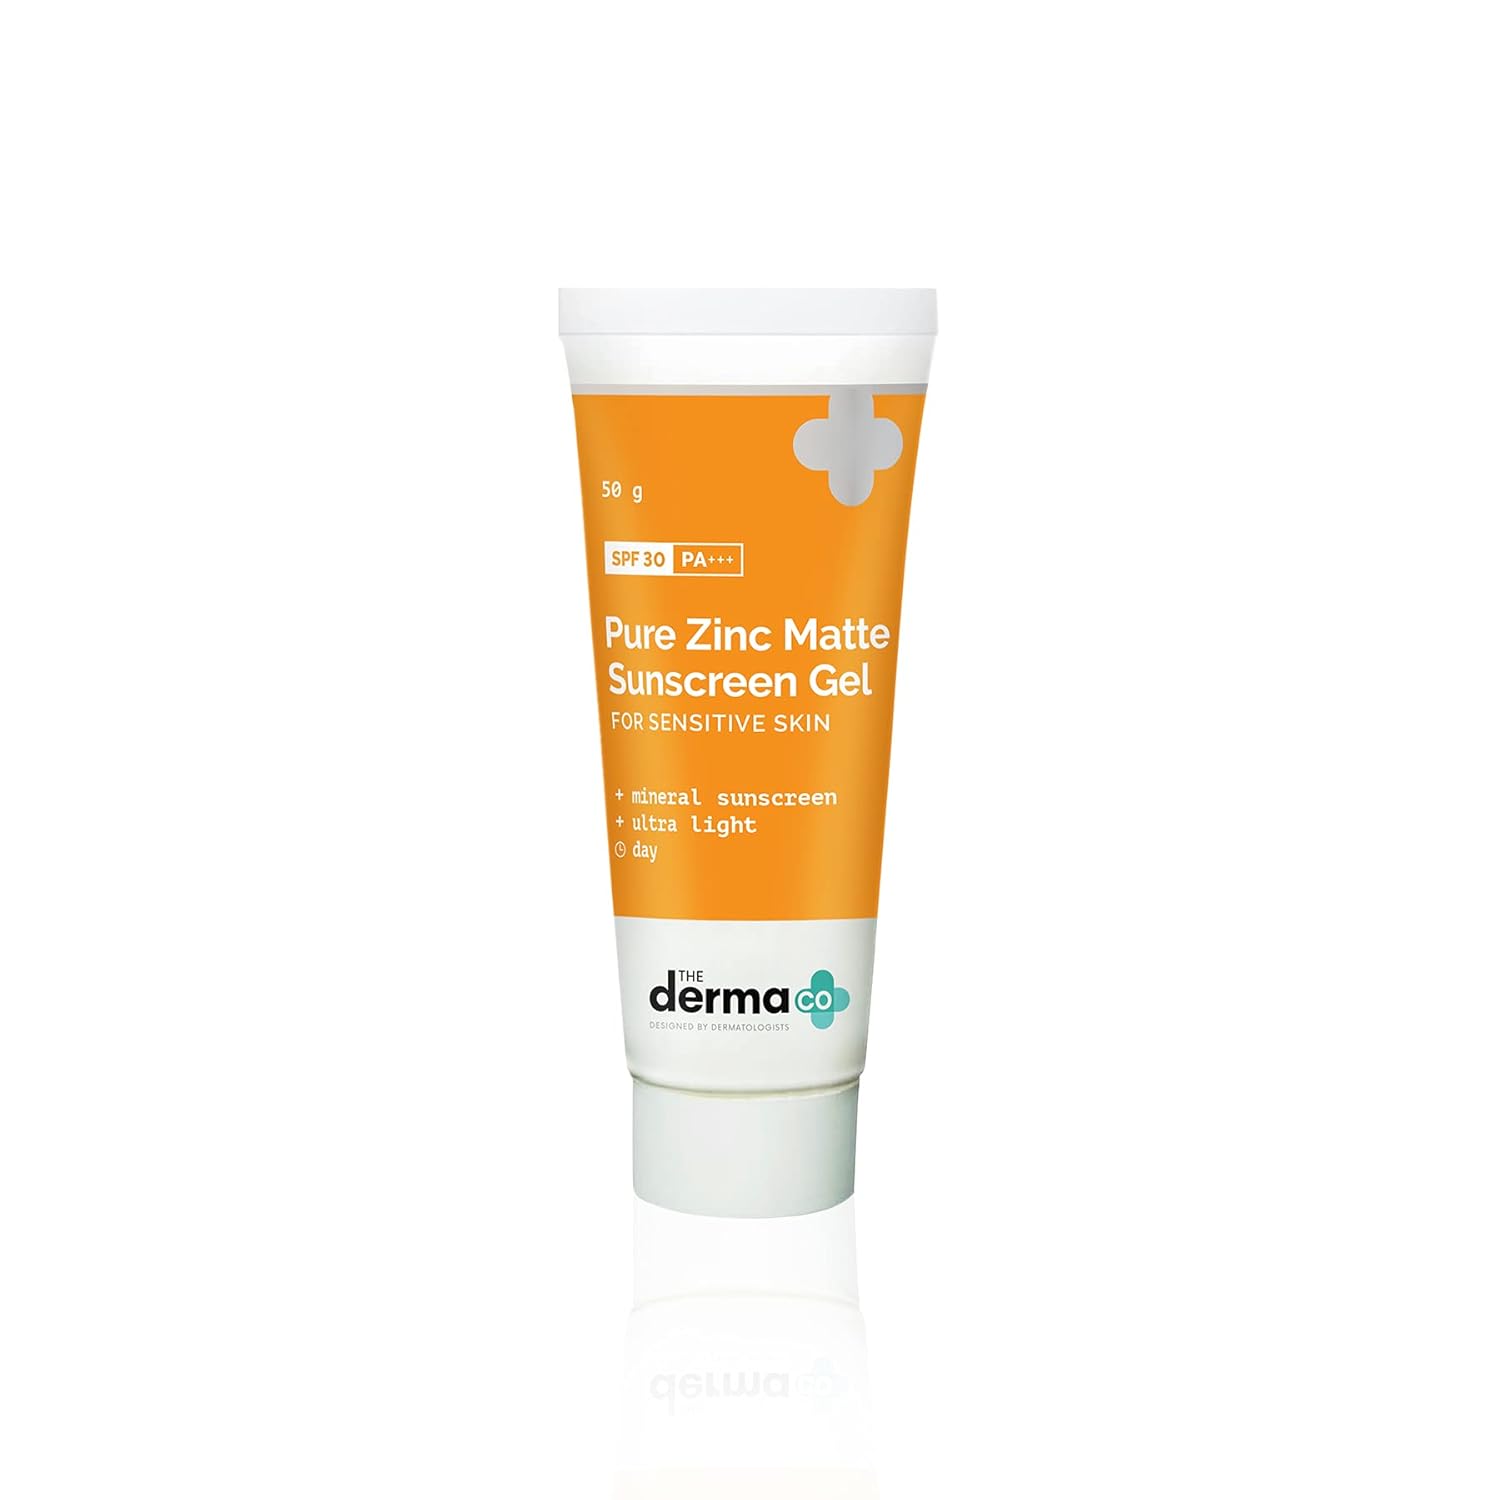 50 g
SPF 30 PA+++
Pure Zinc Matte
Sunscreen Gel
FOR SENSITIVE SKIN
+ mineral sunscreen
+ ultra light
day
THE
derma co
DESIGNED BY DERMATOLOGISTS